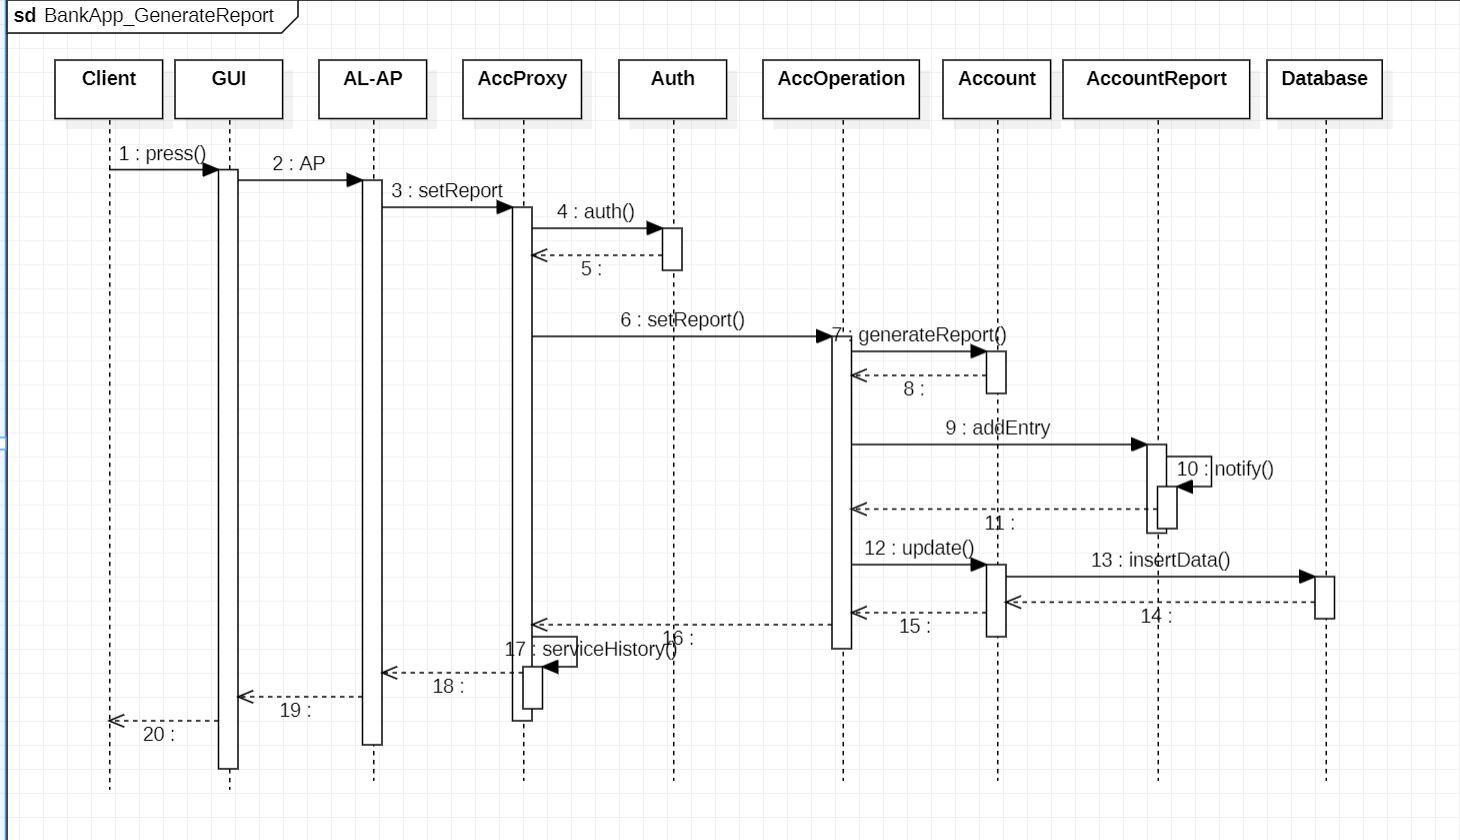 sd BankApp_GenerateReport
Client
GUI
AL-AP
AccProxy
Auth
AccOperation
Account
AccountReport
Database
1 : press()
2 : AP
3 : setReport
4 : auth()
5 :
6 : setReport()
7 : generateReport()
8 :
9 : addEntry
10 : notify()
11 :
12 : update()
13 : insertData()
14 :
15 :
16 :
17 : serviceHistory()
18 :
19 :
20 :